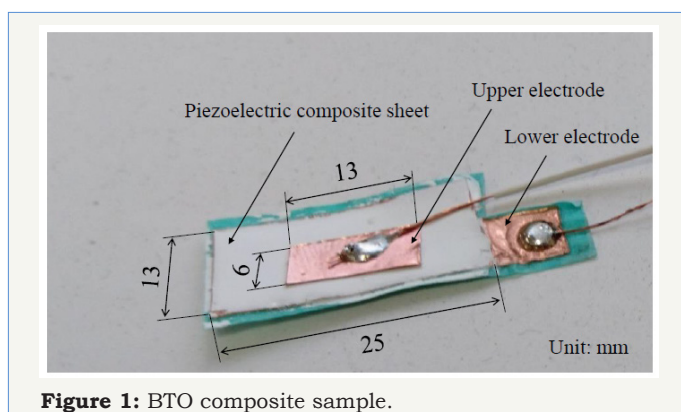 Upper electrode
Piezoelectric composite sheet
Lower electrode
13
13
6
25
Unit: mm
Figure 1: BTO composite sample.